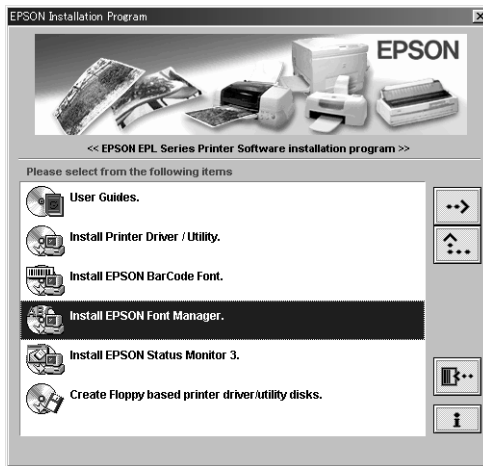 EPSON Installation Program
EPSON
<< EPSON EPL Series Printer Software installation program >>
Please select from the following items
User Guides.
Install Printer Driver / Utility.
Install EPSON BarCode Font.
Install EPSON Font Manager.
Install EPSON Status Monitor 3.
Create Floppy based printer driver/utility disks.
i